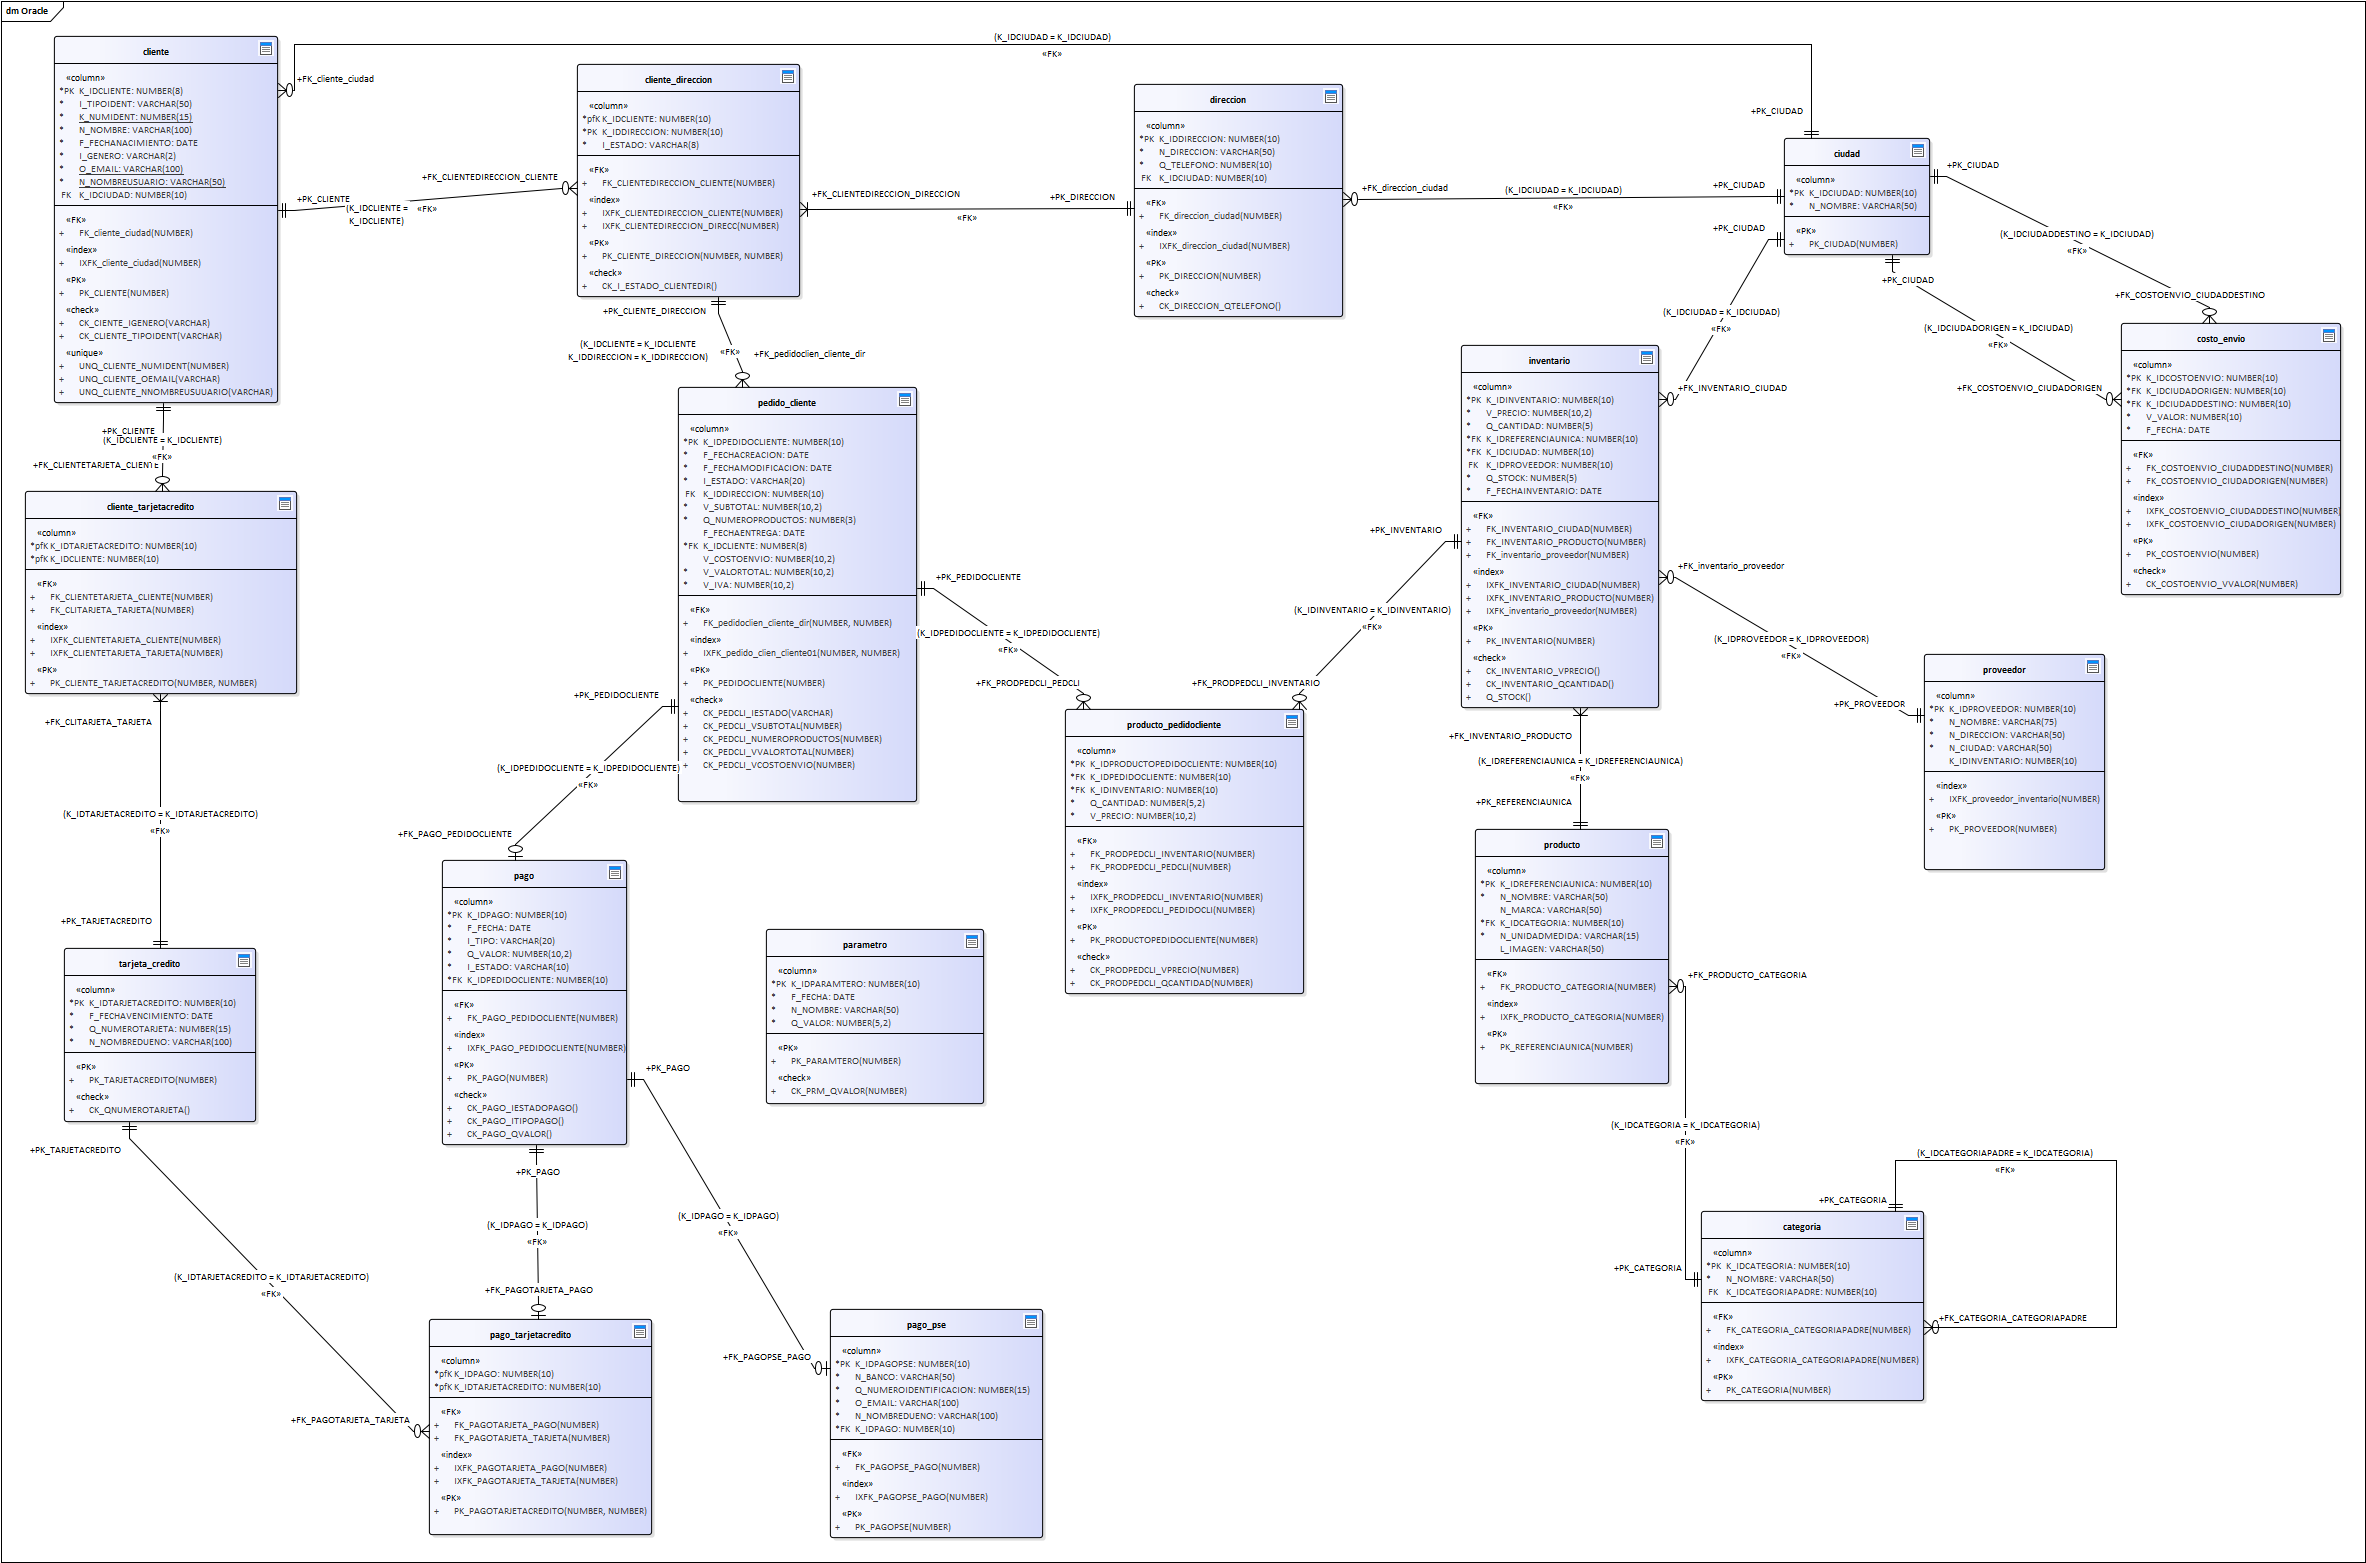 dm Oracle
cliente
«column»
*PK K_IDCLIENTE: NUMBER(8)
* I_TIPOIDENT: VARCHAR(50)
* K_NUMIDENT: NUMBER(15)
* N_NOMBRE: VARCHAR(100)
* F_FECHANACIMIENTO: DATE
* I_GENERO: VARCHAR(2)
* O_EMAIL: VARCHAR(100)
* N_NOMBREUSUARIO: VARCHAR(50)
FK K_IDCIUDAD: NUMBER(10)
«FK»
+ FK_cliente_ciudad(NUMBER)
«index»
+ IXFK_cliente_ciudad(NUMBER)
«PK»
+ PK_CLIENTE(NUMBER)
«check»
+ CK_CIENTE_IGENERO(VARCHAR)
+ CK_CLIENTE_TIPOIDENT(VARCHAR)
«unique»
+ UNQ_CLIENTE_NUMIDENT(NUMBER)
+ UNQ_CLIENTE_OEMAIL(VARCHAR)
+ UNQ_CLIENTE_NNOMBREUSUUARIO(VARCHAR)
+FK_cliente_ciudad
(K_IDCIUDAD = K_IDCIUDAD)
«FK»
+PK_CIUDAD
cliente_direccion
«column»
*pfK K_IDCLIENTE: NUMBER(10)
*PK K_IDDIRECCION: NUMBER(10)
* I_ESTADO: VARCHAR(8)
«FK»
+ FK_CLIENTEDIRECCION_CLIENTE(NUMBER)
«index»
+ IXFK_CLIENTEDIRECCION_CLIENTE(NUMBER)
+ IXFK_CLIENTEDIRECCION_DIRECC(NUMBER)
«PK»
+ PK_CLIENTE_DIRECCION(NUMBER, NUMBER)
«check»
+ CK_I_ESTADO_CLIENTEDIR()
+FK_CLIENTEDIRECCION_CLIENTE
+PK_CLIENTE
(K_IDCLIENTE =
K_IDCLIENTE)
«FK»
+FK_CLIENTEDIRECCION_DIRECCION
«FK»
+PK_DIRECCION
direccion
«column»
*PK K_IDDIRECCION: NUMBER(10)
* N_DIRECCION: VARCHAR(50)
* Q_TELEFONO: NUMBER(10)
FK K_IDCIUDAD: NUMBER(10)
«FK»
+ FK_direccion_ciudad(NUMBER)
«index»
+ IXFK_direccion_ciudad(NUMBER)
«PK»
+ PK_DIRECCION(NUMBER)
«check»
+ CK_DIRECCION_QTELEFONO()
+FK_direccion_ciudad
(K_IDCIUDAD = K_IDCIUDAD)
«FK»
+PK_CIUDAD
ciudad
«column»
*PK K_IDCIUDAD: NUMBER(10)
* N_NOMBRE: VARCHAR(50)
«PK»
+ PK_CIUDAD(NUMBER)
+PK_CIUDAD
(K_IDCIUDADDESTINO = K_IDCIUDAD)
«FK»
+FK_COSTOENVIO_CIUDADDESTINO
+PK_CIUDAD
(K_IDCIUDADORIGEN = K_IDCIUDAD)
«FK»
+FK_COSTOENVIO_CIUDADORIGEN
+PK_CIUDAD
(K_IDCIUDAD = K_IDCIUDAD)
«FK»
+FK_INVENTARIO_CIUDAD
costo_envio
«column»
*PK K_IDCOSTOENVIO: NUMBER(10)
*FK K_IDCIUDADORIGEN: NUMBER(10)
*FK K_IDCIUDADDESTINO: NUMBER(10)
* V_VALOR: NUMBER(10)
* F_FECHA: DATE
«FK»
+ FK_COSTOENVIO_CIUDADDESTINO(NUMBER)
+ FK_COSTOENVIO_CIUDADORIGEN(NUMBER)
«index»
+ IXFK_COSTOENVIO_CIUDADDESTINO(NUMBER)
+ IXFK_COSTOENVIO_CIUDADORIGEN(NUMBER)
«PK»
+ PK_COSTOENVIO(NUMBER)
«check»
+ CK_COSTOENVIO_VVALOR(NUMBER)
+PK_CLIENTE_DIRECCION
(K_IDCLIENTE = K_IDCLIENTE
K_IDDIRECCION = K_IDDIRECCION)
«FK»
+FK_pedidoclien_cliente_dir
pedido_cliente
«column»
*PK K_IDPEDIDOCLIENTE: NUMBER(10)
* F_FECHACREACION: DATE
* F_FECHAMODIFICACION: DATE
* I_ESTADO: VARCHAR(20)
FK K_IDDIRECCION: NUMBER(10)
* V_SUBTOTAL: NUMBER(10,2)
* Q_NUMEROPRODUCTOS: NUMBER(3)
F_FECHAENTREGA: DATE
*FK K_IDCLIENTE: NUMBER(8)
V_COSTOENVIO: NUMBER(10,2)
* V_VALORTOTAL: NUMBER(10,2)
* V_IVA: NUMBER(10,2)
«FK»
+ FK_pedidoclien_cliente_dir(NUMBER, NUMBER)
«index»
+ IXFK_pedido_clien_cliente01(NUMBER, NUMBER)
«PK»
+ PK_PEDIDOCLIENTE(NUMBER)
«check»
+ CK_PEDCLI_IESTADO(VARCHAR)
+ CK_PEDCLI_VSUBTOTAL(NUMBER)
+ CK_PEDCLI_NUMEROPRODUCTOS(NUMBER)
+ CK_PEDCLI_VVALORTOTAL(NUMBER)
+ CK_PEDCLI_VCOSTOENVIO(NUMBER)
+PK_PEDIDOCLIENTE
(K_IDPEDIDOCLIENTE = K_IDPEDIDOCLIENTE)
«FK»
+FK_PRODPEDCLI_PEDCLI
+PK_PEDIDOCLIENTE
(K_IDPEDIDOCLIENTE = K_IDPEDIDOCLIENTE)
«FK»
+FK_PAGO_PEDIDOCLIENTE
inventario
«column»
*PK K_IDINVENTARIO: NUMBER(10)
* V_PRECIO: NUMBER(10,2)
* Q_CANTIDAD: NUMBER(5)
*FK K_IDREFERENCIAUNICA: NUMBER(10)
*FK K_IDCIUDAD: NUMBER(10)
FK K_IDPROVEEDOR: NUMBER(10)
* Q_STOCK: NUMBER(5)
* F_FECHAINVENTARIO: DATE
«FK»
+ FK_INVENTARIO_CIUDAD(NUMBER)
+ FK_INVENTARIO_PRODUCTO(NUMBER)
+ FK_inventario_proveedor(NUMBER)
«index»
+ IXFK_INVENTARIO_CIUDAD(NUMBER)
+ IXFK_INVENTARIO_PRODUCTO(NUMBER)
+ IXFK_inventario_proveedor(NUMBER)
«PK»
+ PK_INVENTARIO(NUMBER)
«check»
+ CK_INVENTARIO_VPRECIO()
+ CK_INVENTARIO_QCANTIDAD()
+ Q_STOCK()
+PK_INVENTARIO
(K_IDINVENTARIO = K_IDINVENTARIO)
«FK»
+FK_PRODPEDCLI_INVENTARIO
+FK_inventario_proveedor
(K_IDPROVEEDOR = K_IDPROVEEDOR)
«FK»
+PK_PROVEEDOR
proveedor
«column»
*PK K_IDPROVEEDOR: NUMBER(10)
* N_NOMBRE: VARCHAR(75)
* N_DIRECCION: VARCHAR(50)
* N_CIUDAD: VARCHAR(50)
K_IDINVENTARIO: NUMBER(10)
«index»
+ IXFK_proveedor_inventario(NUMBER)
«PK»
+ PK_PROVEEDOR(NUMBER)
+PK_CLIENTE
(K_IDCLIENTE = K_IDCLIENTE)
«FK»
+FK_CLIENTETARJETA_CLIENTE
cliente_tarjetacredito
«column»
*pfK K_IDTARJETACREDITO: NUMBER(10)
*pfK K_IDCLIENTE: NUMBER(10)
«FK»
+ FK_CLIENTETARJETA_CLIENTE(NUMBER)
+ FK_CLITARJETA_TARJETA(NUMBER)
«index»
+ IXFK_CLIENTETARJETA_CLIENTE(NUMBER)
+ IXFK_CLIENTETARJETA_TARJETA(NUMBER)
«PK»
+ PK_CLIENTE_TARJETACREDITO(NUMBER, NUMBER)
+FK_CLITARJETA_TARJETA
(K_IDTARJETACREDITO = K_IDTARJETACREDITO)
«FK»
+PK_TARJETACREDITO
tarjeta_credito
«column»
*PK K_IDTARJETACREDITO: NUMBER(10)
* F_FECHAVENCIMIENTO: DATE
* Q_NUMEROTARJETA: NUMBER(15)
* N_NOMBREDUENO: VARCHAR(100)
«PK»
+ PK_TARJETACREDITO(NUMBER)
«check»
+ CK_QNUMEROTARJETA()
+PK_TARJETACREDITO
(K_IDTARJETACREDITO = K_IDTARJETACREDITO)
«FK»
+FK_PAGOTARJETA_TARJETA
pago
«column»
*PK K_IDPAGO: NUMBER(10)
* F_FECHA: DATE
* I_TIPO: VARCHAR(20)
* Q_VALOR: NUMBER(10,2)
* I_ESTADO: VARCHAR(10)
*FK K_IDPEDIDOCLIENTE: NUMBER(10)
«FK»
+ FK_PAGO_PEDIDOCLIENTE(NUMBER)
«index»
+ IXFK_PAGO_PEDIDOCLIENTE(NUMBER)
«PK»
+ PK_PAGO(NUMBER)
«check»
+ CK_PAGO_IESTADOPAGO()
+ CK_PAGO_ITIPOPAGO()
+ CK_PAGO_QVALOR()
+PK_PAGO
(K_IDPAGO = K_IDPAGO)
«FK»
+FK_PAGOTARJETA_PAGO
+PK_PAGO
(K_IDPAGO = K_IDPAGO)
«FK»
+FK_PAGOPSE_PAGO
parametro
«column»
*PK K_IDPARAMTERO: NUMBER(10)
* F_FECHA: DATE
* N_NOMBRE: VARCHAR(50)
* Q_VALOR: NUMBER(5,2)
«PK»
+ PK_PARAMTERO(NUMBER)
«check»
+ CK_PRM_QVALOR(NUMBER)
producto_pedidocliente
«column»
*PK K_IDPRODUCTOPEDIDOCLIENTE: NUMBER(10)
*FK K_IDPEDIDOCLIENTE: NUMBER(10)
*FK K_IDINVENTARIO: NUMBER(10)
* Q_CANTIDAD: NUMBER(5,2)
* V_PRECIO: NUMBER(10,2)
«FK»
+ FK_PRODPEDCLI_INVENTARIO(NUMBER)
+ FK_PRODPEDCLI_PEDCLI(NUMBER)
«index»
+ IXFK_PRODPEDCLI_INVENTARIO(NUMBER)
+ IXFK_PRODPEDCLI_PEDIDOCLI(NUMBER)
«PK»
+ PK_PRODUCTOPEDIDOCLIENTE(NUMBER)
«check»
+ CK_PRODPEDCLI_VPRECIO(NUMBER)
+ CK_PRODPEDCLI_QCANTIDAD(NUMBER)
+FK_INVENTARIO_PRODUCTO
(K_IDREFERENCIAUNICA = K_IDREFERENCIAUNICA)
«FK»
+PK_REFERENCIAUNICA
producto
«column»
*PK K_IDREFERENCIAUNICA: NUMBER(10)
* N_NOMBRE: VARCHAR(50)
N_MARCA: VARCHAR(50)
*FK K_IDCATEGORIA: NUMBER(10)
* N_UNIDADMEDIDA: VARCHAR(15)
L_IMAGEN: VARCHAR(50)
«FK»
+ FK_PRODUCTO_CATEGORIA(NUMBER)
«index»
+ IXFK_PRODUCTO_CATEGORIA(NUMBER)
«PK»
+ PK_REFERENCIAUNICA(NUMBER)
+FK_PRODUCTO_CATEGORIA
(K_IDCATEGORIA = K_IDCATEGORIA)
«FK»
+PK_CATEGORIA
(K_IDCATEGORIAPADRE = K_IDCATEGORIA)
«FK»
+PK_CATEGORIA
+FK_CATEGORIA_CATEGORIAPADRE
categoria
«column»
*PK K_IDCATEGORIA: NUMBER(10)
* N_NOMBRE: VARCHAR(50)
FK K_IDCATEGORIAPADRE: NUMBER(10)
«FK»
+ FK_CATEGORIA_CATEGORIAPADRE(NUMBER)
«index»
+ IXFK_CATEGORIA_CATEGORIAPADRE(NUMBER)
«PK»
+ PK_CATEGORIA(NUMBER)
pago_tarjetacredito
«column»
*pfK K_IDPAGO: NUMBER(10)
*pfK K_IDTARJETACREDITO: NUMBER(10)
«FK»
+ FK_PAGOTARJETA_PAGO(NUMBER)
+ FK_PAGOTARJETA_TARJETA(NUMBER)
«index»
+ IXFK_PAGOTARJETA_PAGO(NUMBER)
+ IXFK_PAGOTARJETA_TARJETA(NUMBER)
«PK»
+ PK_PAGOTARJETACREDITO(NUMBER, NUMBER)
pago_pse
«column»
*PK K_IDPAGOPSE: NUMBER(10)
* N_BANCO: VARCHAR(50)
* Q_NUMEROIDENTIFICACION: NUMBER(15)
* O_EMAIL: VARCHAR(100)
* N_NOMBREDUENO: VARCHAR(100)
*FK K_IDPAGO: NUMBER(10)
«FK»
+ FK_PAGOPSE_PAGO(NUMBER)
«index»
+ IXFK_PAGOPSE_PAGO(NUMBER)
«PK»
+ PK_PAGOPSE(NUMBER)